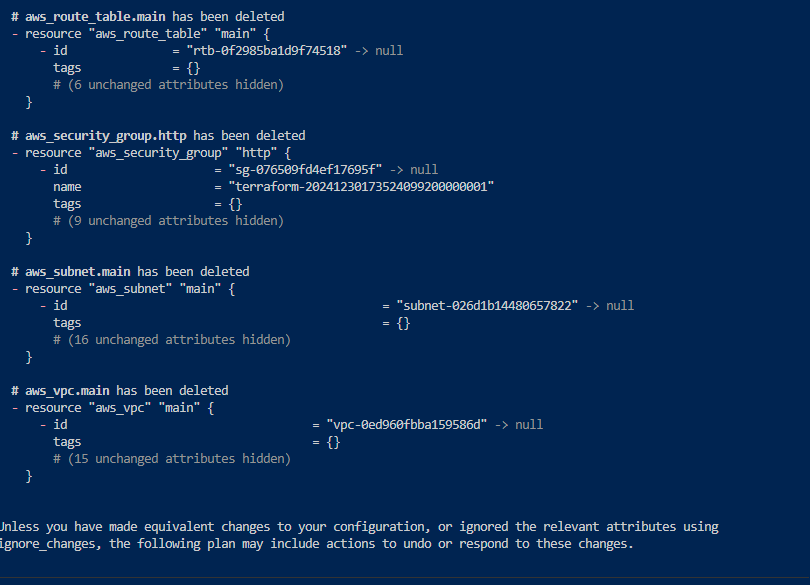 # aws_route_table.main has been deleted
- resource "aws_route_table" "main" {
- id = "rtb-0f2985ba1d9f74518" -> null
tags = {}
# (6 unchanged attributes hidden)
}
# aws_security_group.http has been deleted
- resource "aws_security_group" "http" {
- id = "sg-076509fd4ef17695f" -> null
name = "terraform-20241230173524099200000001"
tags = {}
# (9 unchanged attributes hidden)
}
# aws_subnet.main has been deleted
- resource "aws_subnet" "main" {
- id = "subnet-026d1b14480657822" -> null
tags = {}
# (16 unchanged attributes hidden)
}
# aws_vpc.main has been deleted
- resource "aws_vpc" "main" {
- id = "vpc-0ed960fbba159586d" -> null
tags = {}
# (15 unchanged attributes hidden)
}
Unless you have made equivalent changes to your configuration, or ignored the relevant attributes using
ignore_changes, the following plan may include actions to undo or respond to these changes.